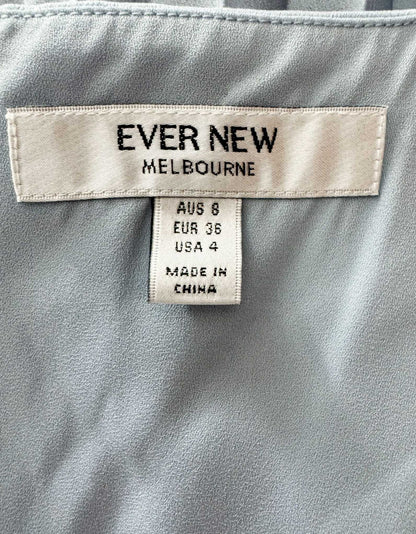 EVER NEW
MELBOURNE
AUS 8
EUR 36
USA 4
MADE IN
CHINA